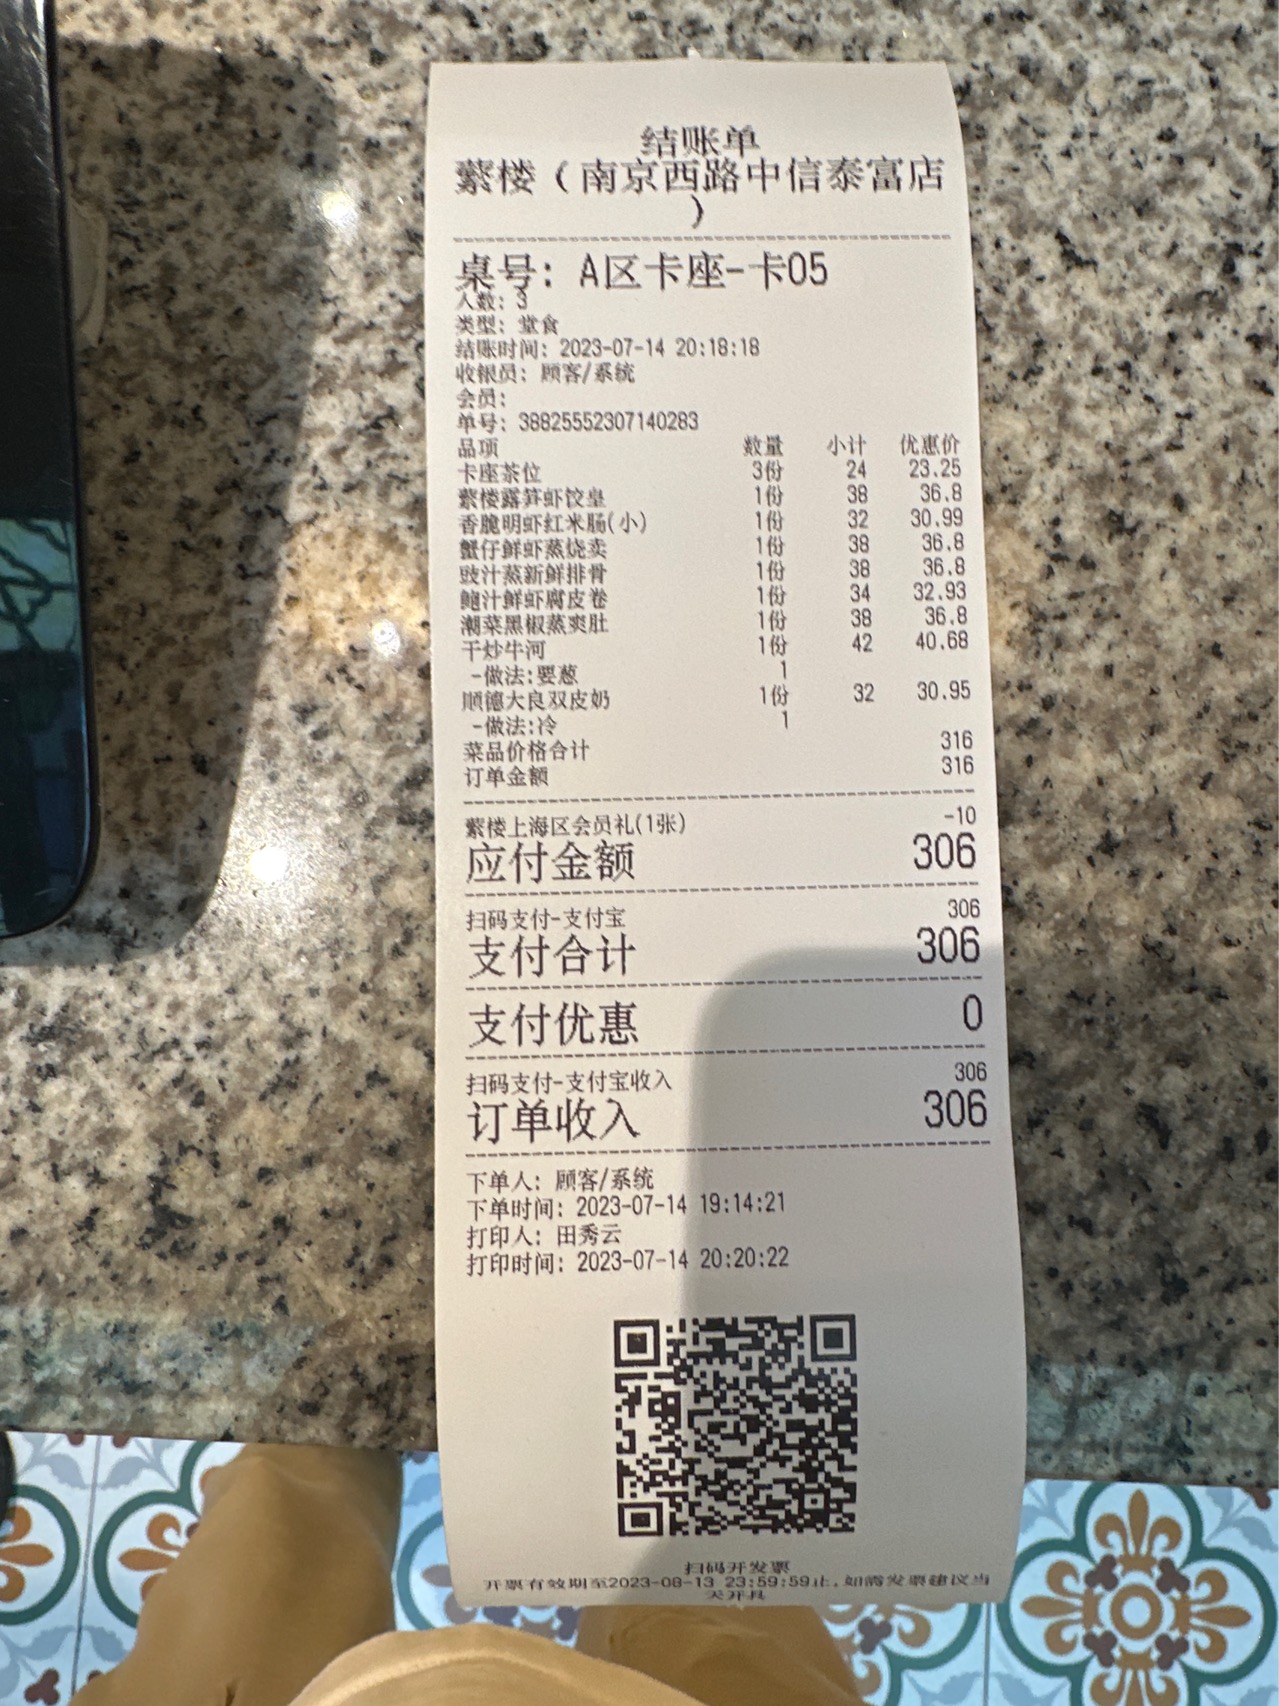 结账单
蘩楼（南京西路中信泰富店
）
桌号：A区卡座-卡05
人数：3
类型：堂食
结账时间：2023-07-14 20:18:18
收银员：顾客/系统
会员：
单号：38825552307140283
品项 数量 小计 优惠价
卡座茶位 3份 24 23.25
蘩楼露笋虾饺皇 1份 38 36.8
香脆明虾红米肠(小) 1份 32 30.99
蟹仔鲜虾蒸烧卖 1份 38 36.8
豉汁蒸新鲜排骨 1份 38 36.8
鲍汁鲜虾腐皮卷 1份 34 32.93
潮菜黑椒蒸爽肚 1份 38 36.8
干炒牛河 1份 42 40.68
-做法:要葱 1
顺德大良双皮奶 1份 32 30.95
-做法:冷 1
菜品价格合计 316
订单金额 316
蘩楼上海区会员礼(1张) -10
应付金额 306
扫码支付-支付宝 306
支付合计 306
支付优惠 0
扫码支付-支付宝收入 306
订单收入 306
下单人：顾客/系统
下单时间：2023-07-14 19:14:21
打印人：田秀云
打印时间：2023-07-14 20:20:22
扫码开发票
开票有效期至2023-08-13 23:59:59止,如需发票建议当
天开具